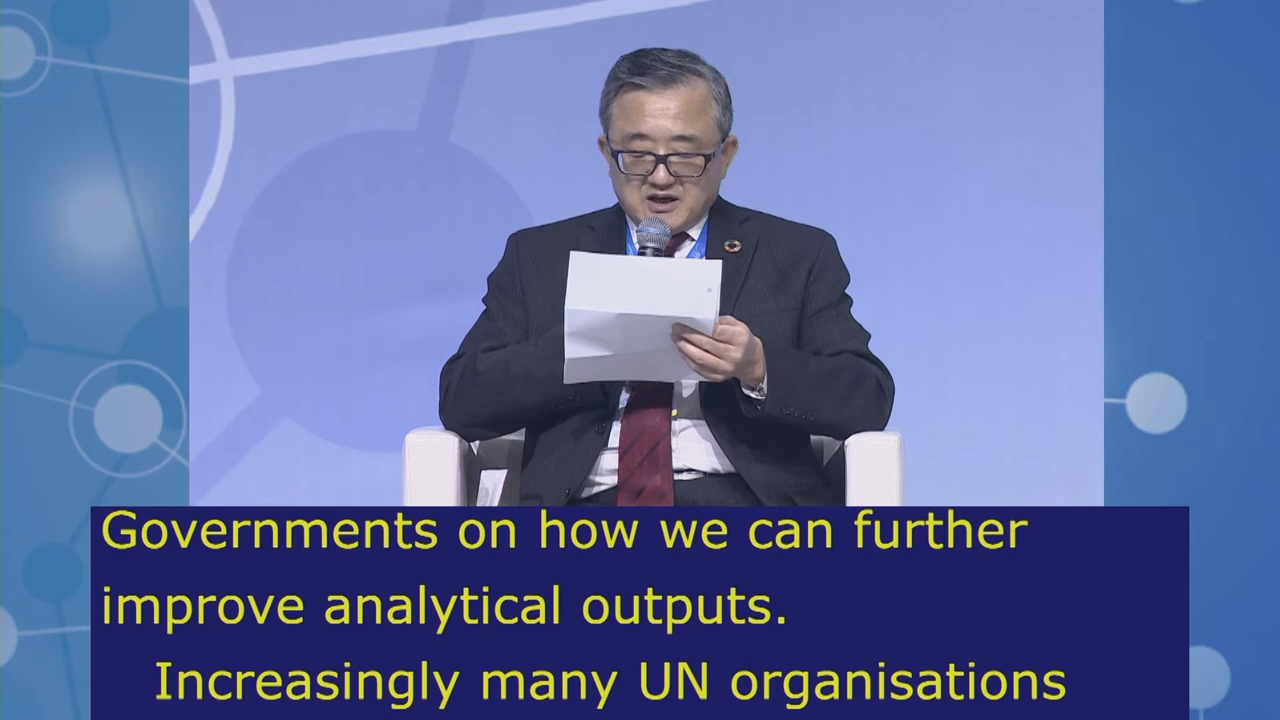 Governments on how we can further
improve analytical outputs.
Increasingly many UN organisations